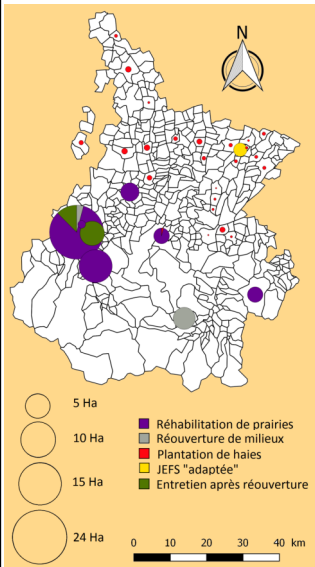 N
5 Ha
10 Ha
15 Ha
24 Ha
Réhabilitation de prairies
Réouverture de milieux
Plantation de haies
JEFS "adaptée"
Entretien après réouverture
0 10 20 30 40 km